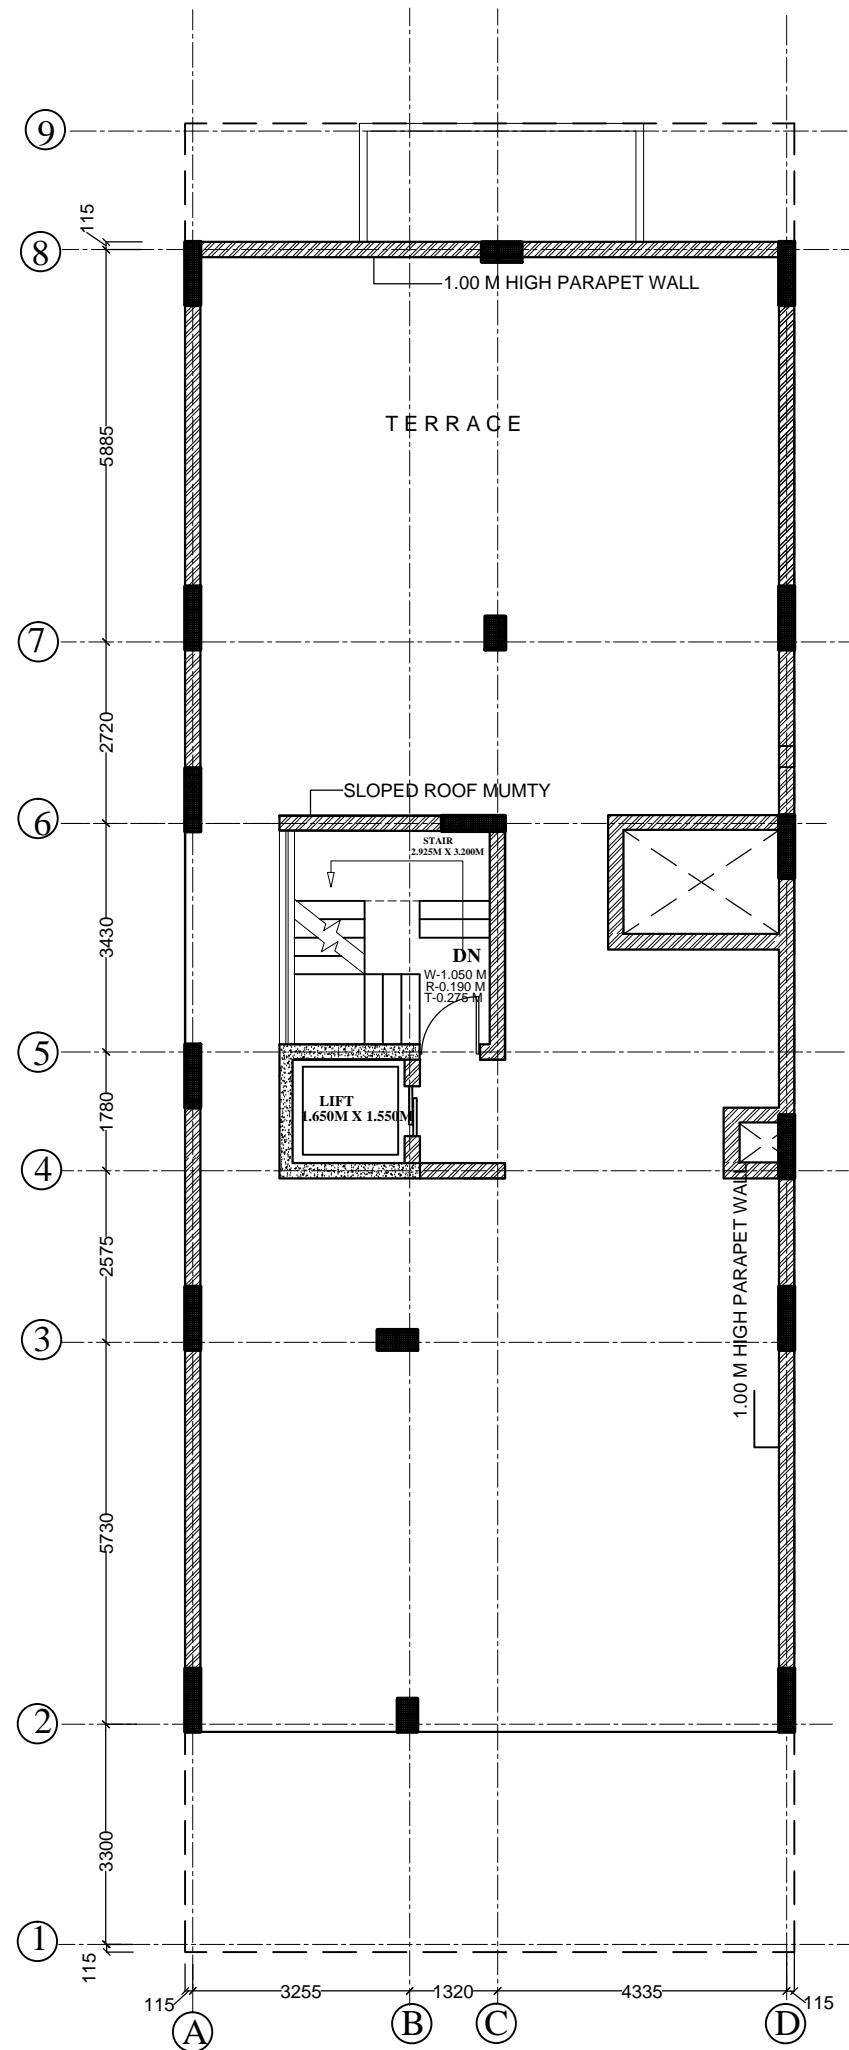 9
115
8
1.00 M HIGH PARAPET WALL
TERRACE
5885
7
2720
SLOPED ROOF MUMTY
6
STAIR
2.925M X 3.200M
3430
DN
W-1.050 M
R-0.190 M
T-0.275 M
5
LIFT
1.650M X 1.550M
1780
4
1.00 M HIGH PARAPET WALL
2575
3
5730
2
3300
1
115
115
3255
1320
4335
115
A
B
C
D